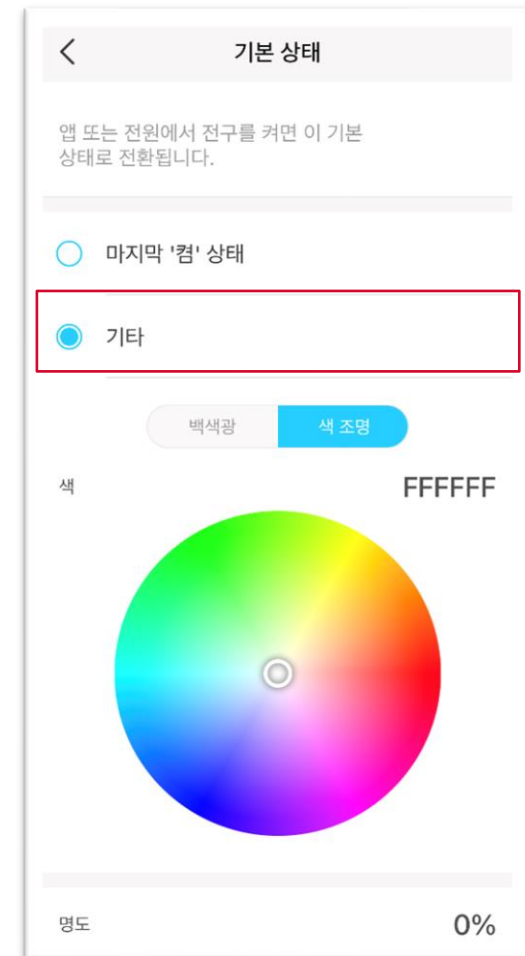 기본 상태
앱 또는 전원에서 전구를 켜면 이 기본
상태로 전환됩니다.
마지막 '켬' 상태
기타
백색광 색 조명
색 FFFFFF
명도 0%